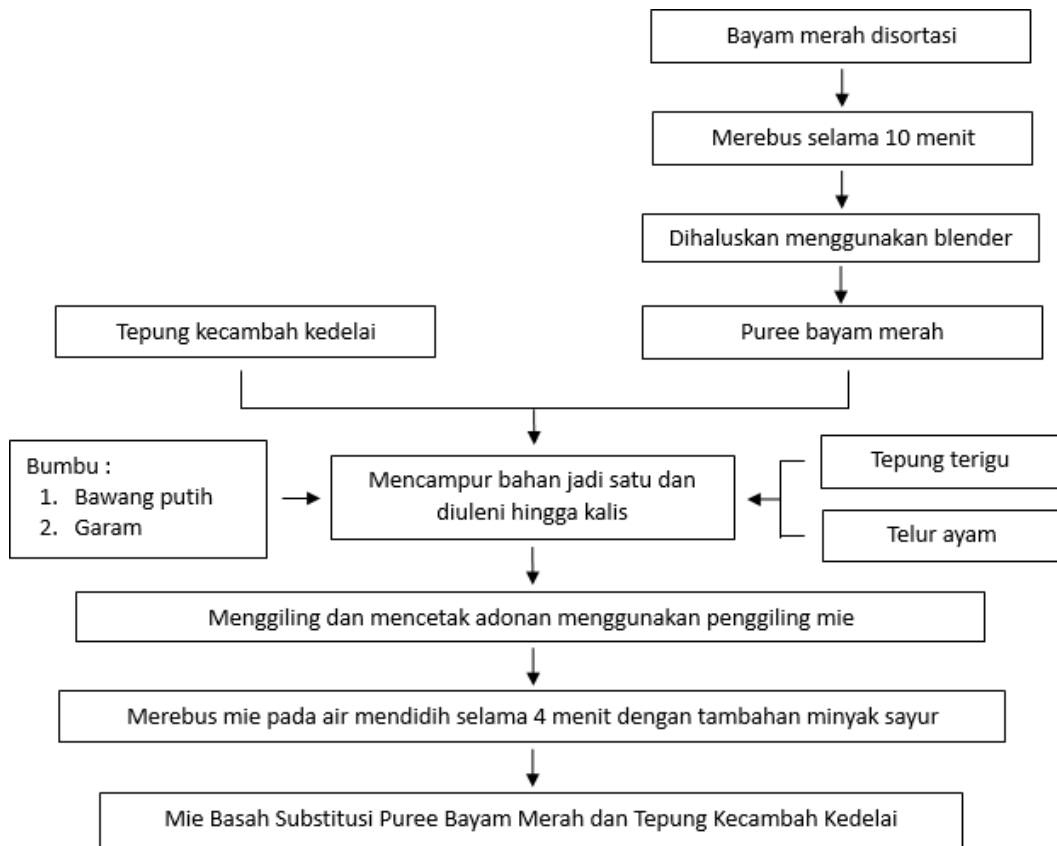 Bayam merah disortasi
Merebus selama 10 menit
Dihaluskan menggunakan blender
Tepung kecambah kedelai
Puree bayam merah
Bumbu :
1. Bawang putih
2. Garam
Mencampur bahan jadi satu dan
diuleni hingga kalis
Tepung terigu
Telur ayam
Menggiling dan mencetak adonan menggunakan penggiling mie
Merebus mie pada air mendidih selama 4 menit dengan tambahan minyak sayur
Mie Basah Substitusi Puree Bayam Merah dan Tepung Kecambah Kedelai